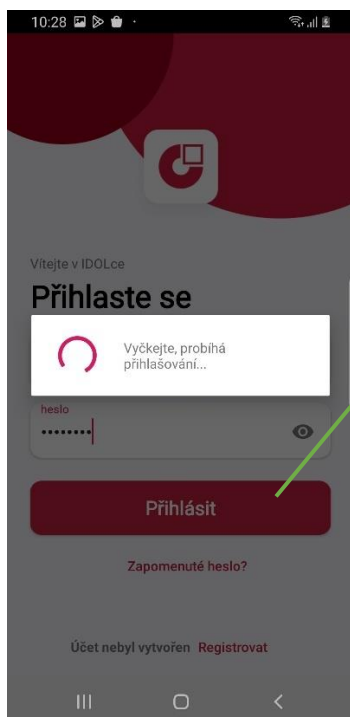 10:28
Vítejte v IDOLce
Přihlaste se
Vyčkejte, probíhá
přihlašování...
heslo
••••••••
Přihlásit
Zapomenuté heslo?
Účet nebyl vytvořen Registrovat